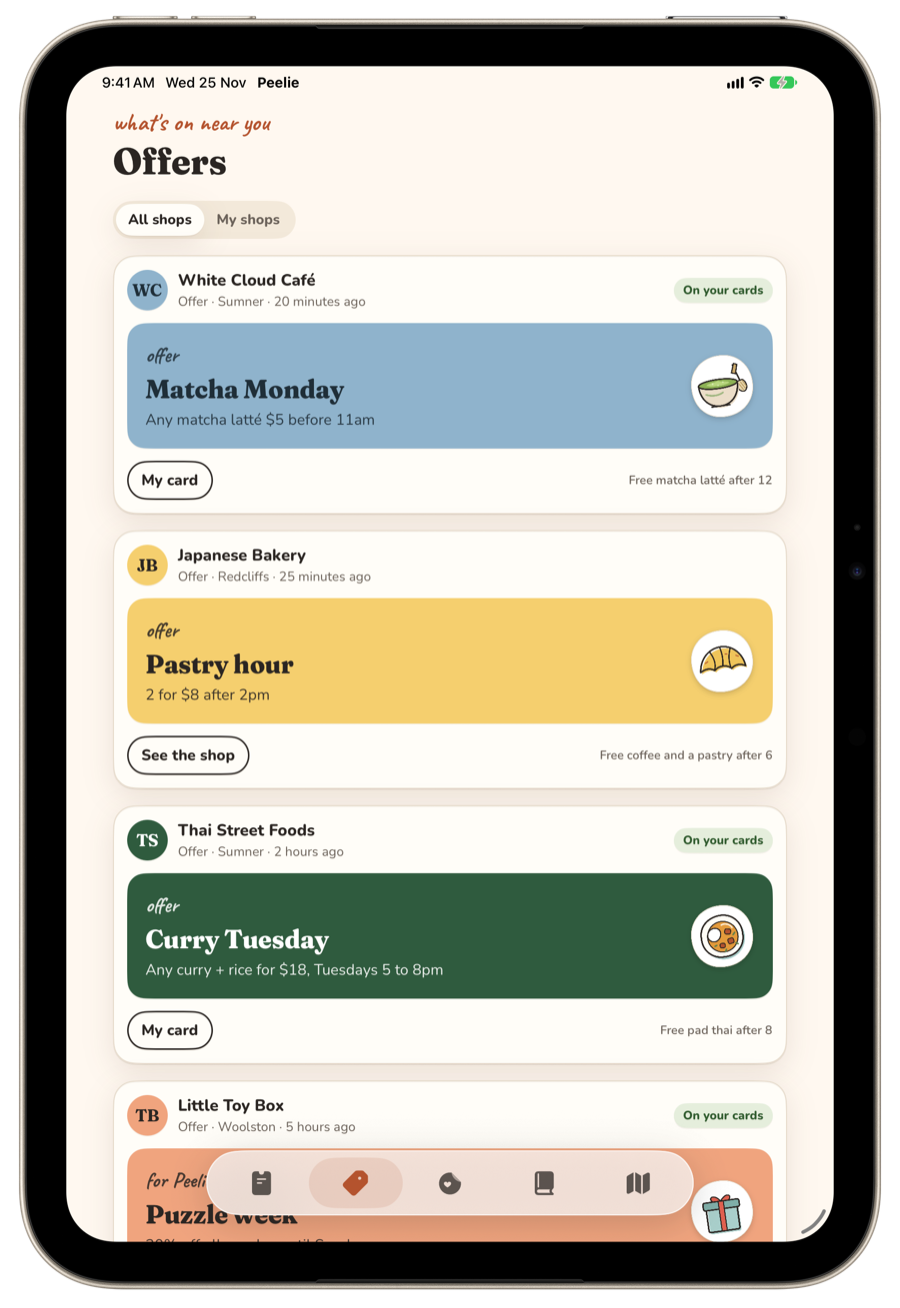 9:41 AM Wed 25 Nov Peelie
what's on near you
Offers
All shops My shops
WC White Cloud Café
Offer · Sumner · 20 minutes ago
On your cards
offer
Matcha Monday
Any matcha latté $5 before 11am
My card
Free matcha latté after 12
JB Japanese Bakery
Offer · Redcliffs · 25 minutes ago
offer
Pastry hour
2 for $8 after 2pm
See the shop
Free coffee and a pastry after 6
TS Thai Street Foods
Offer · Sumner · 2 hours ago
On your cards
offer
Curry Tuesday
Any curry + rice for $18, Tuesdays 5 to 8pm
My card
Free pad thai after 8
TB Little Toy Box
Offer · Woolston · 5 hours ago
On your cards
for Peeli
Puzzle week